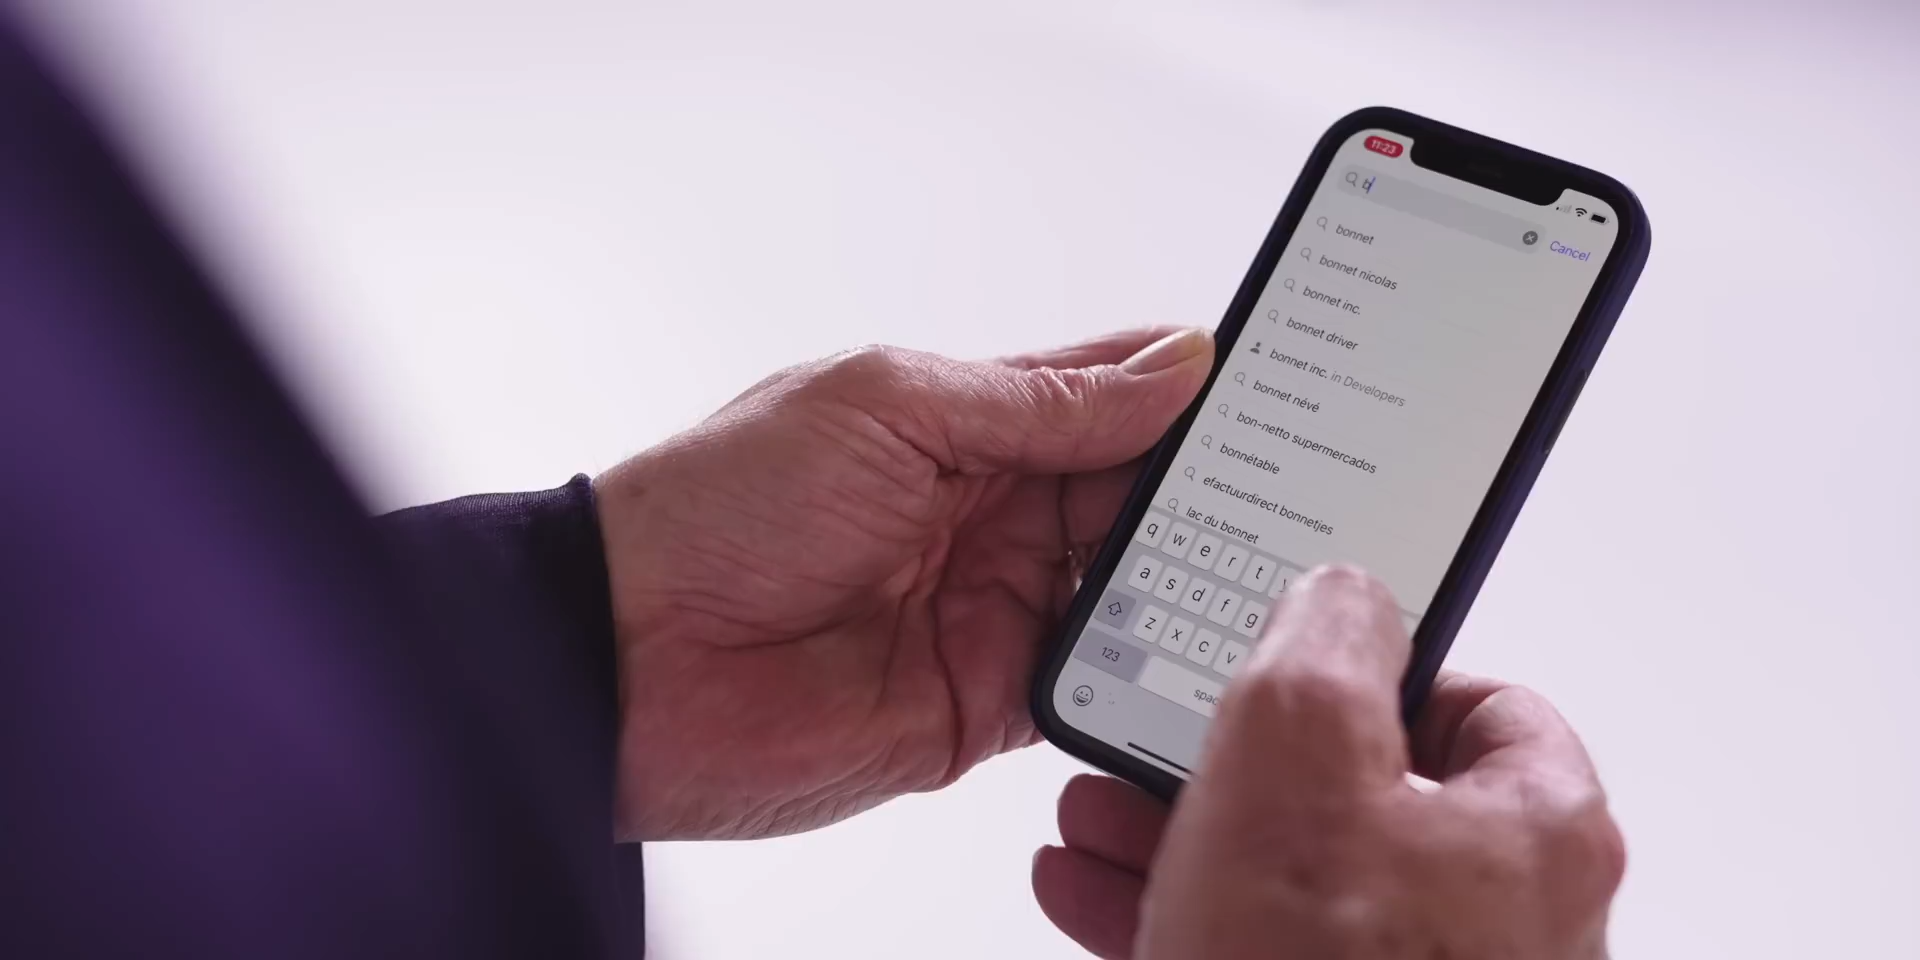 11:23
b
Cancel
bonnet
bonnet nicolas
bonnet inc.
bonnet driver
bonnet inc. in Developers
bonnet névé
bon-netto supermercados
bonnétable
efactuurdirect bonnetjes
lac du bonnet
q w e r t
a s d f g
z x c v
123 spac